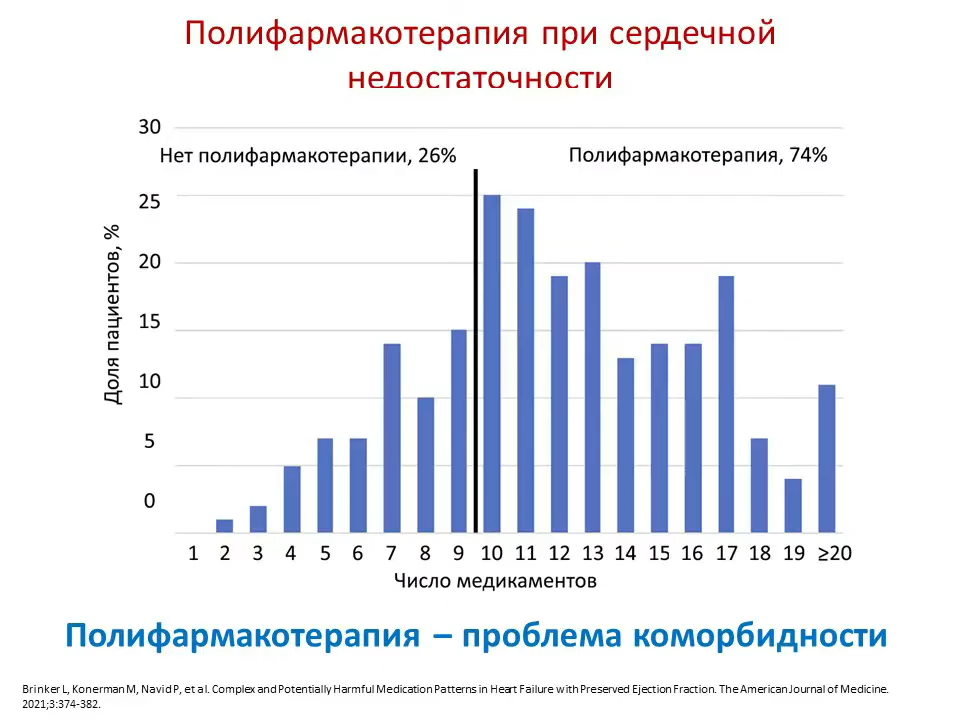 Полифармакотерапия при сердечной
недостаточности
30
Нет полифармакотерапии, 26%
Полифармакотерапия, 74%
25
20
15
10
5
0
Доля пациентов, %
1 2 3 4 5 6 7 8 9 10 11 12 13 14 15 16 17 18 19 ≥20
Число медикаментов
Полифармакотерапия – проблема коморбидности
Brinker L, Konerman M, Navid P, et al. Complex and Potentially Harmful Medication Patterns in Heart Failure with Preserved Ejection Fraction. The American Journal of Medicine.
2021;3:374-382.